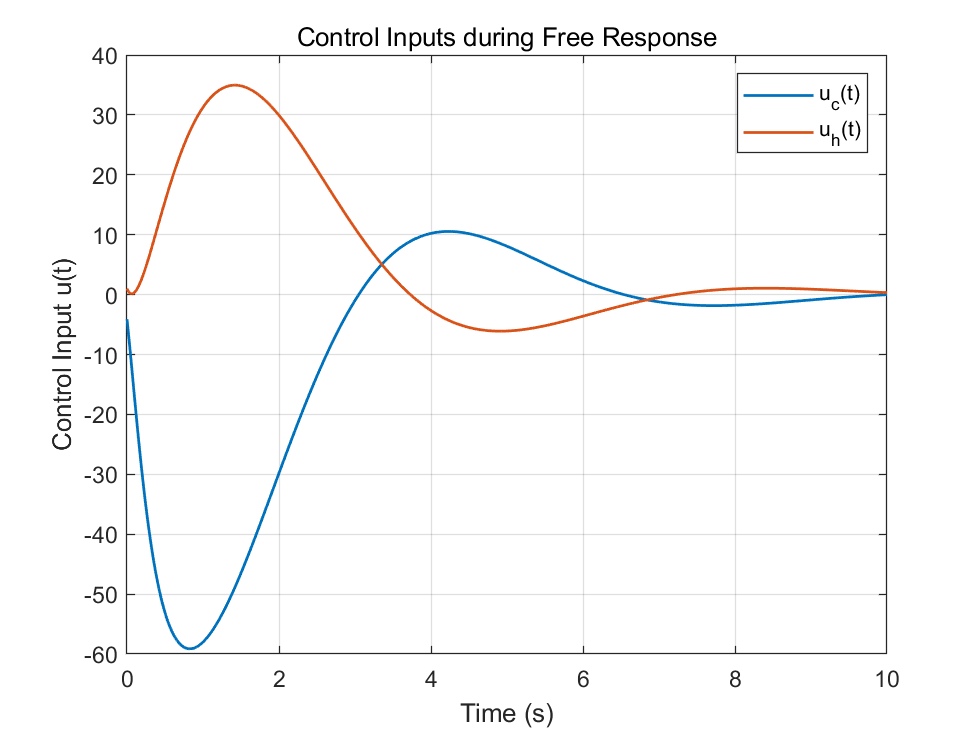 Control Inputs during Free Response
40
30
20
10
0
-10
-20
-30
-40
-50
-60
Control Input u(t)
u_c(t)
u_h(t)
0 2 4 6 8 10
Time (s)